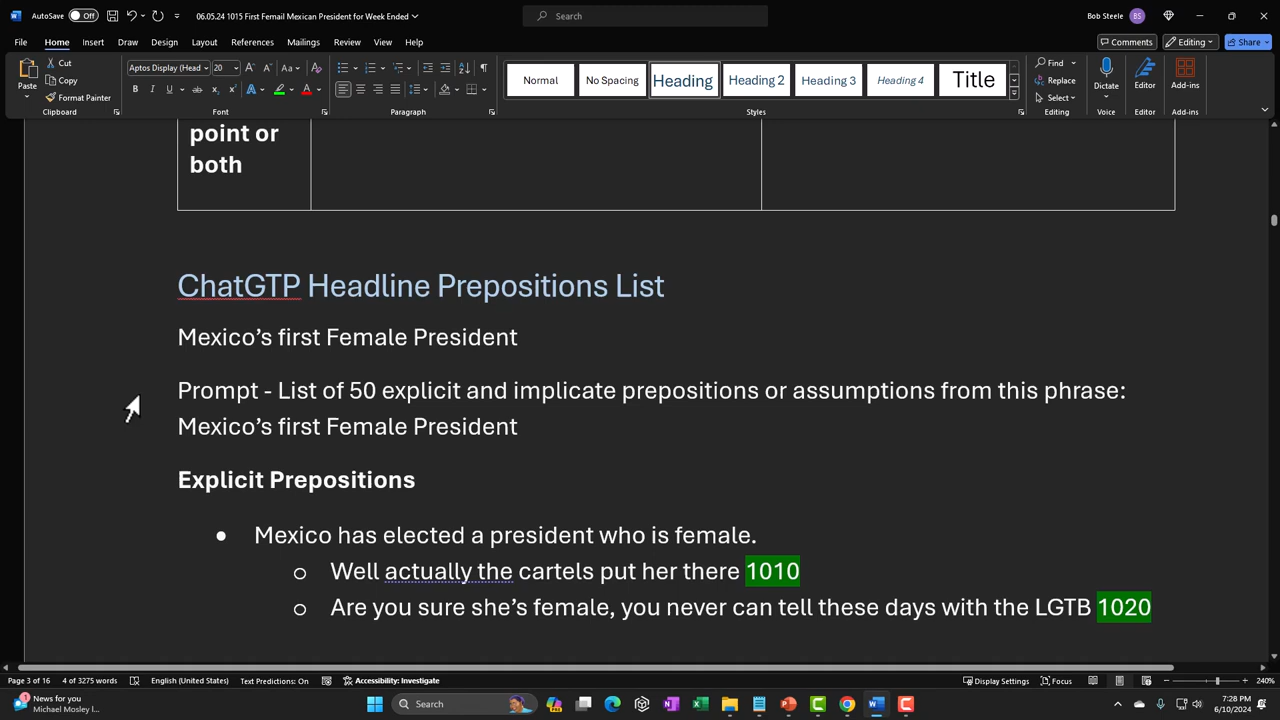 AutoSave Off 06.05.24 1015 First Femail Mexican President for Week Ended Search Bob Steele BS
File Home Insert Draw Design Layout References Mailings Review View Help Comments Editing Share
Paste Cut Copy Format Painter Clipboard
Aptos Display (Head 20 Font
Paragraph
Normal No Spacing Heading Heading 2 Heading 3 Heading 4 Title Styles
Find Replace Select Editing
Dictate Voice Editor Editor Add-ins Add-ins
point or
both
ChatGTP Headline Prepositions List
Mexico’s first Female President
Prompt - List of 50 explicit and implicate prepositions or assumptions from this phrase:
Mexico’s first Female President
Explicit Prepositions
• Mexico has elected a president who is female.
o Well actually the cartels put her there 1010
o Are you sure she’s female, you never can tell these days with the LGTB 1020
Page 3 of 16 4 of 3275 words English (United States) Text Predictions: On Accessibility: Investigate Display Settings Focus 240%
News for you
Michael Mosley l...
Search
7:28 PM
6/10/2024